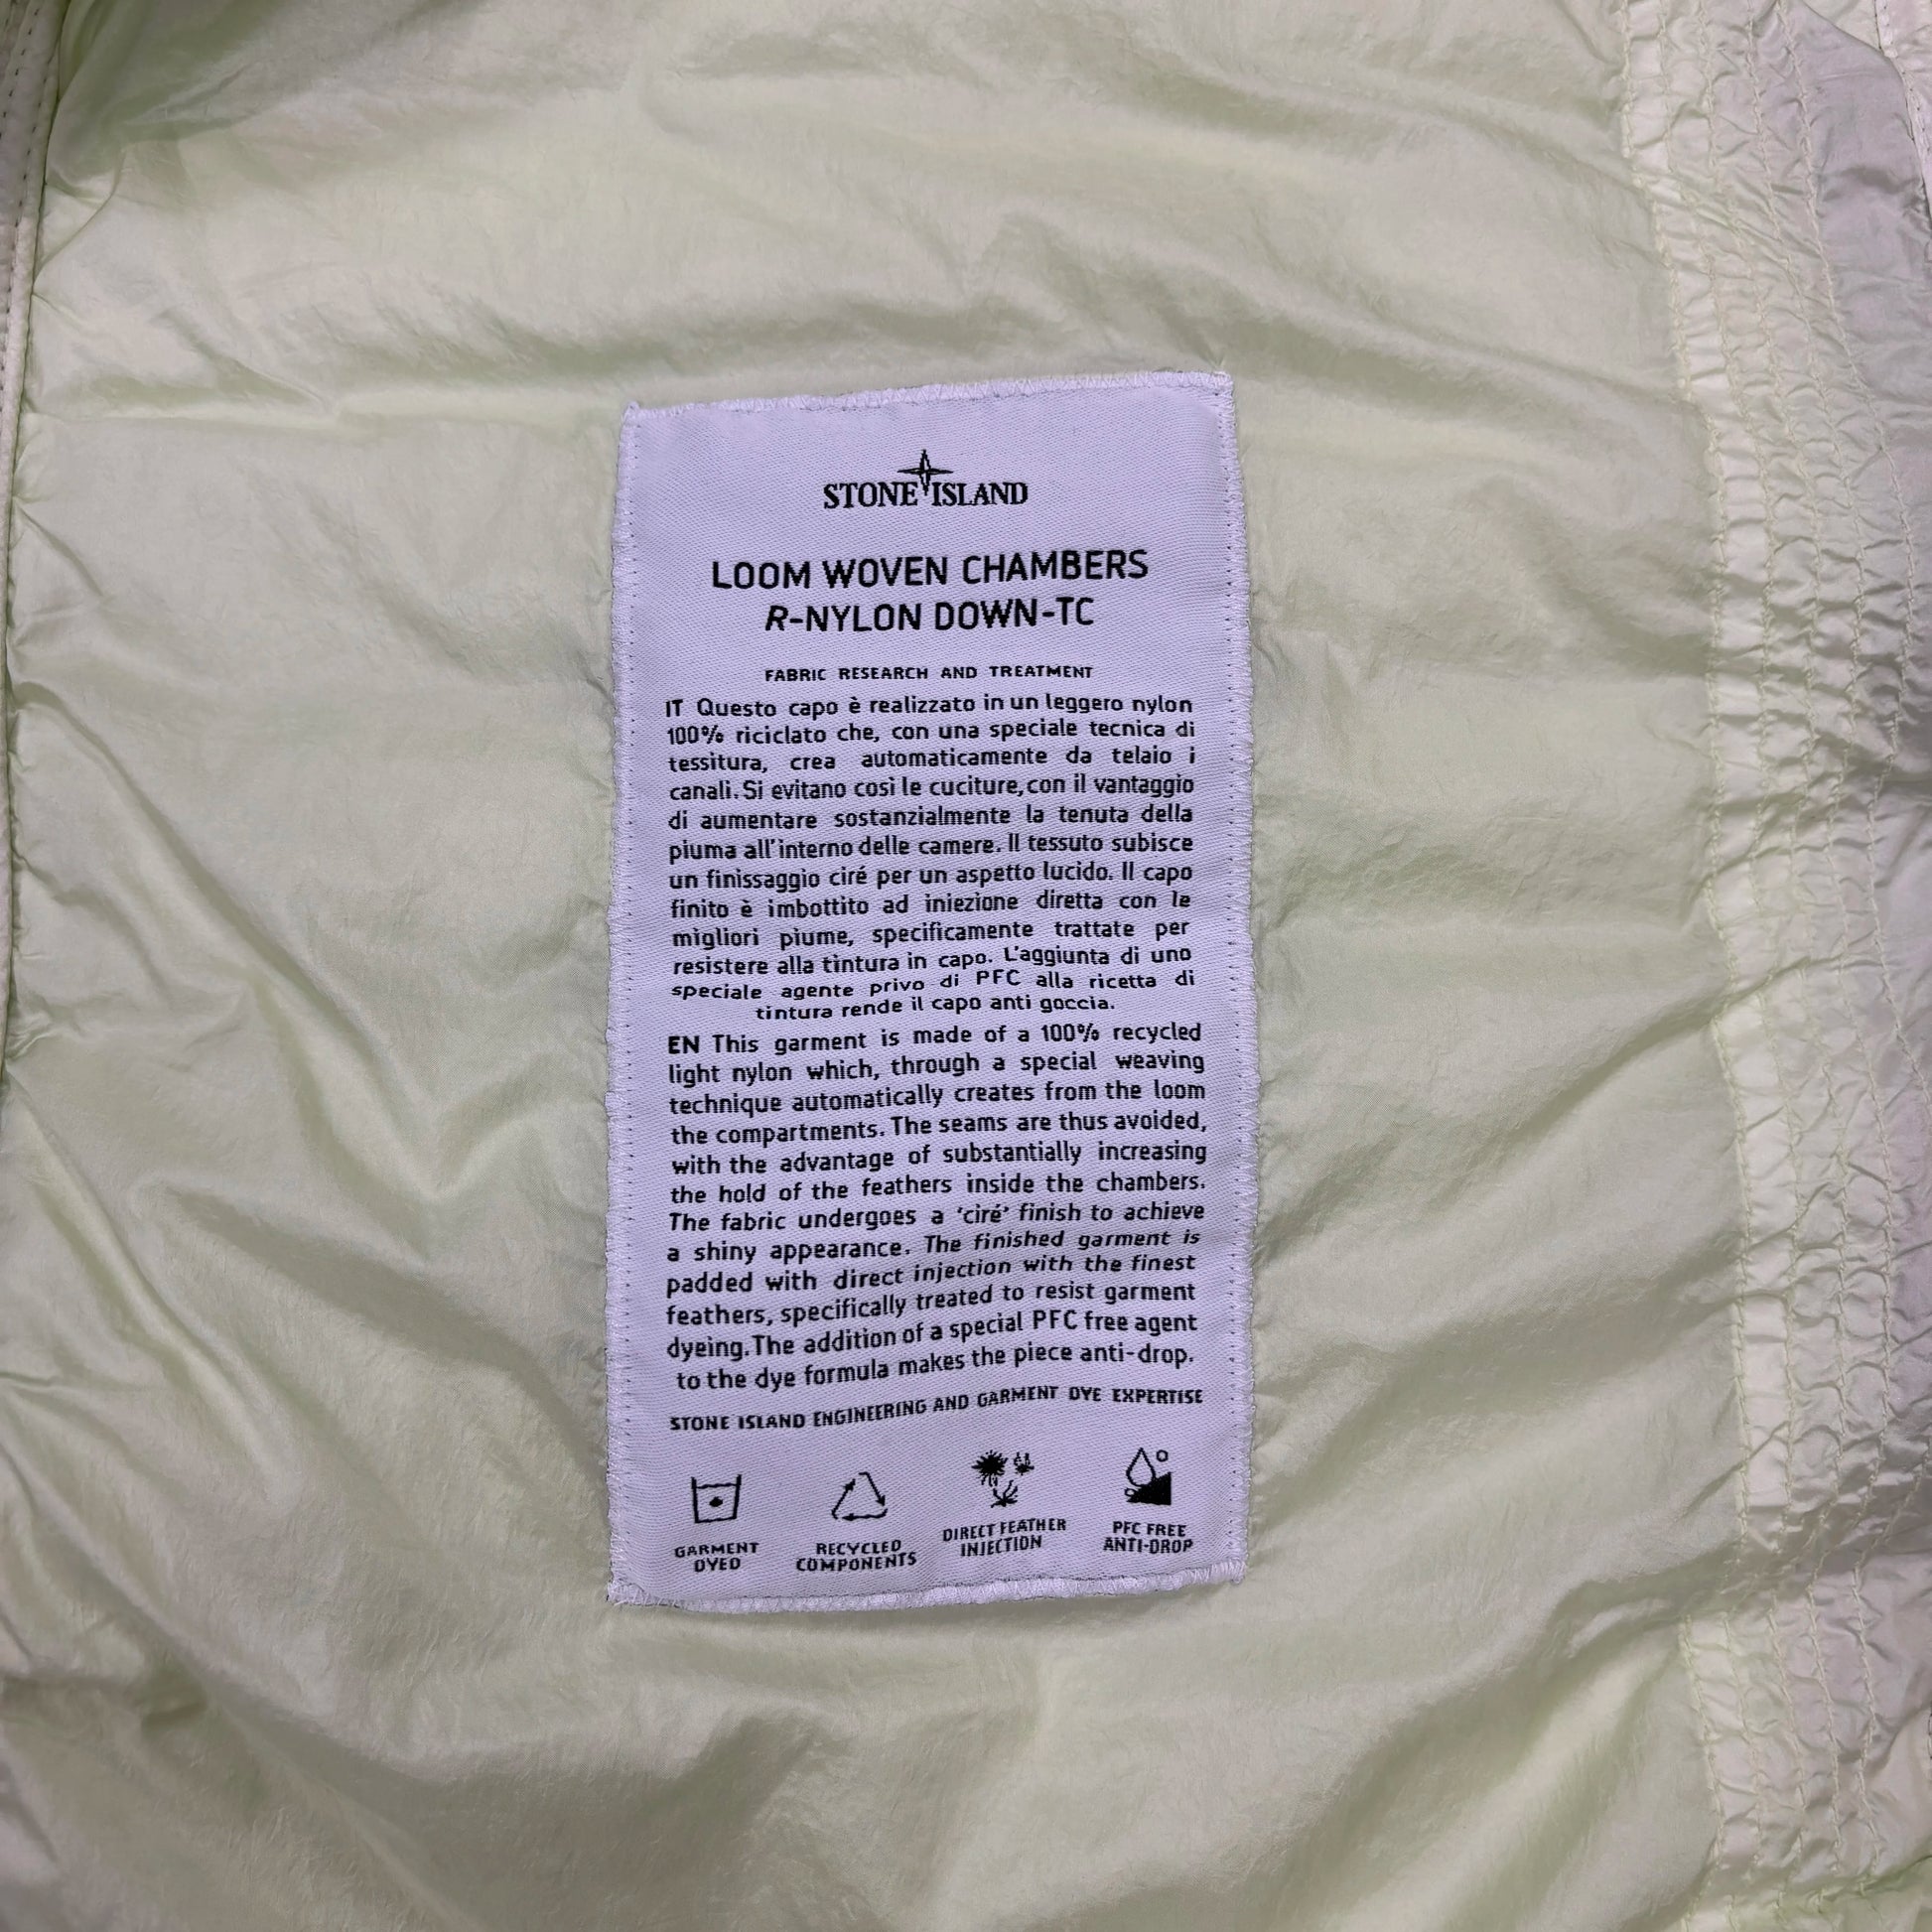 STONE ISLAND
LOOM WOVEN CHAMBERS
R-NYLON DOWN-TC
FABRIC RESEARCH AND TREATMENT
IT Questo capo è realizzato in un leggero nylon
100% riciclato che, con una speciale tecnica di
tessitura, crea automaticamente da telaio i
canali. Si evitano così le cuciture, con il vantaggio
di aumentare sostanzialmente la tenuta della
piuma all'interno delle camere. Il tessuto subisce
un finissaggio ciré per un aspetto lucido. Il capo
finito è imbottito ad iniezione diretta con le
migliori piume, specificamente trattate per
resistere alla tintura in capo. L'aggiunta di uno
speciale agente privo di PFC alla ricetta di
tintura rende il capo anti goccia.
EN This garment is made of a 100% recycled
light nylon which, through a special weaving
technique automatically creates from the loom
the compartments. The seams are thus avoided,
with the advantage of substantially increasing
the hold of the feathers inside the chambers.
The fabric undergoes a 'ciré' finish to achieve
a shiny appearance. The finished garment is
padded with direct injection with the finest
feathers, specifically treated to resist garment
dyeing. The addition of a special PFC free agent
to the dye formula makes the piece anti-drop.
STONE ISLAND ENGINEERING AND GARMENT DYE EXPERTISE
GARMENT
DYED
RECYCLED
COMPONENTS
DIRECT FEATHER
INJECTION
PFC FREE
ANTI-DROP